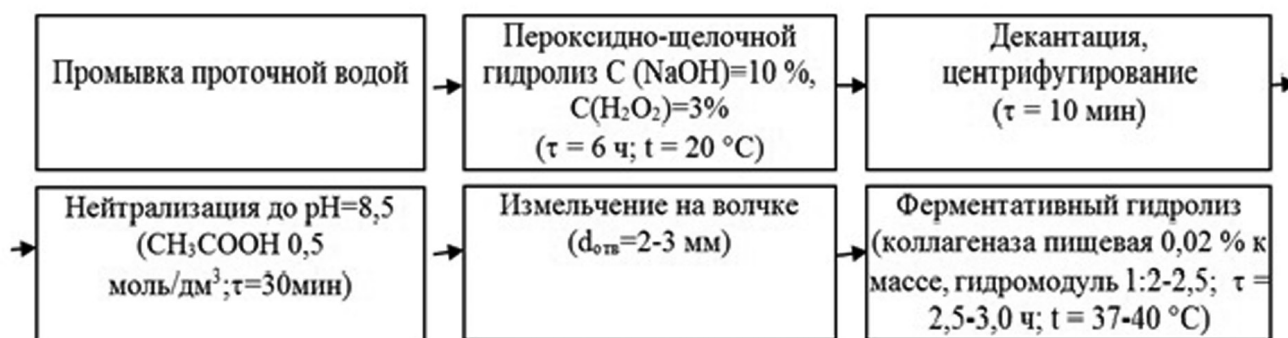 Промывка проточной водой
Пероксидно-щелочной
гидролиз С (NaOH)=10 %,
C(H₂O₂)=3%
(τ = 6 ч; t = 20 °C)
Декантация,
центрифугирование
(τ = 10 мин)
Нейтрализация до pH=8,5
(CH₃COOH 0,5
моль/дм³;τ=30мин)
Измельчение на волчке
(dₒₜᵥ=2-3 мм)
Ферментативный гидролиз
(коллагеназа пищевая 0,02 % к
массе, гидромодуль 1:2-2,5; τ =
2,5-3,0 ч; t = 37-40 °C)